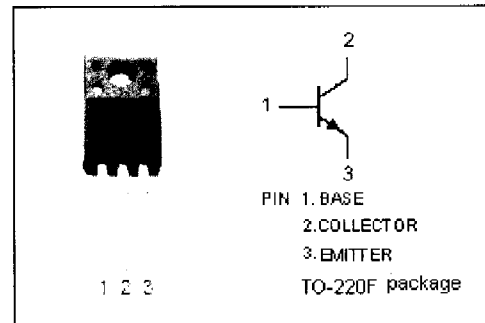 2
1
3
PIN 1. BASE
2. COLLECTOR
3. EMITTER
1 2 3
TO-220F package